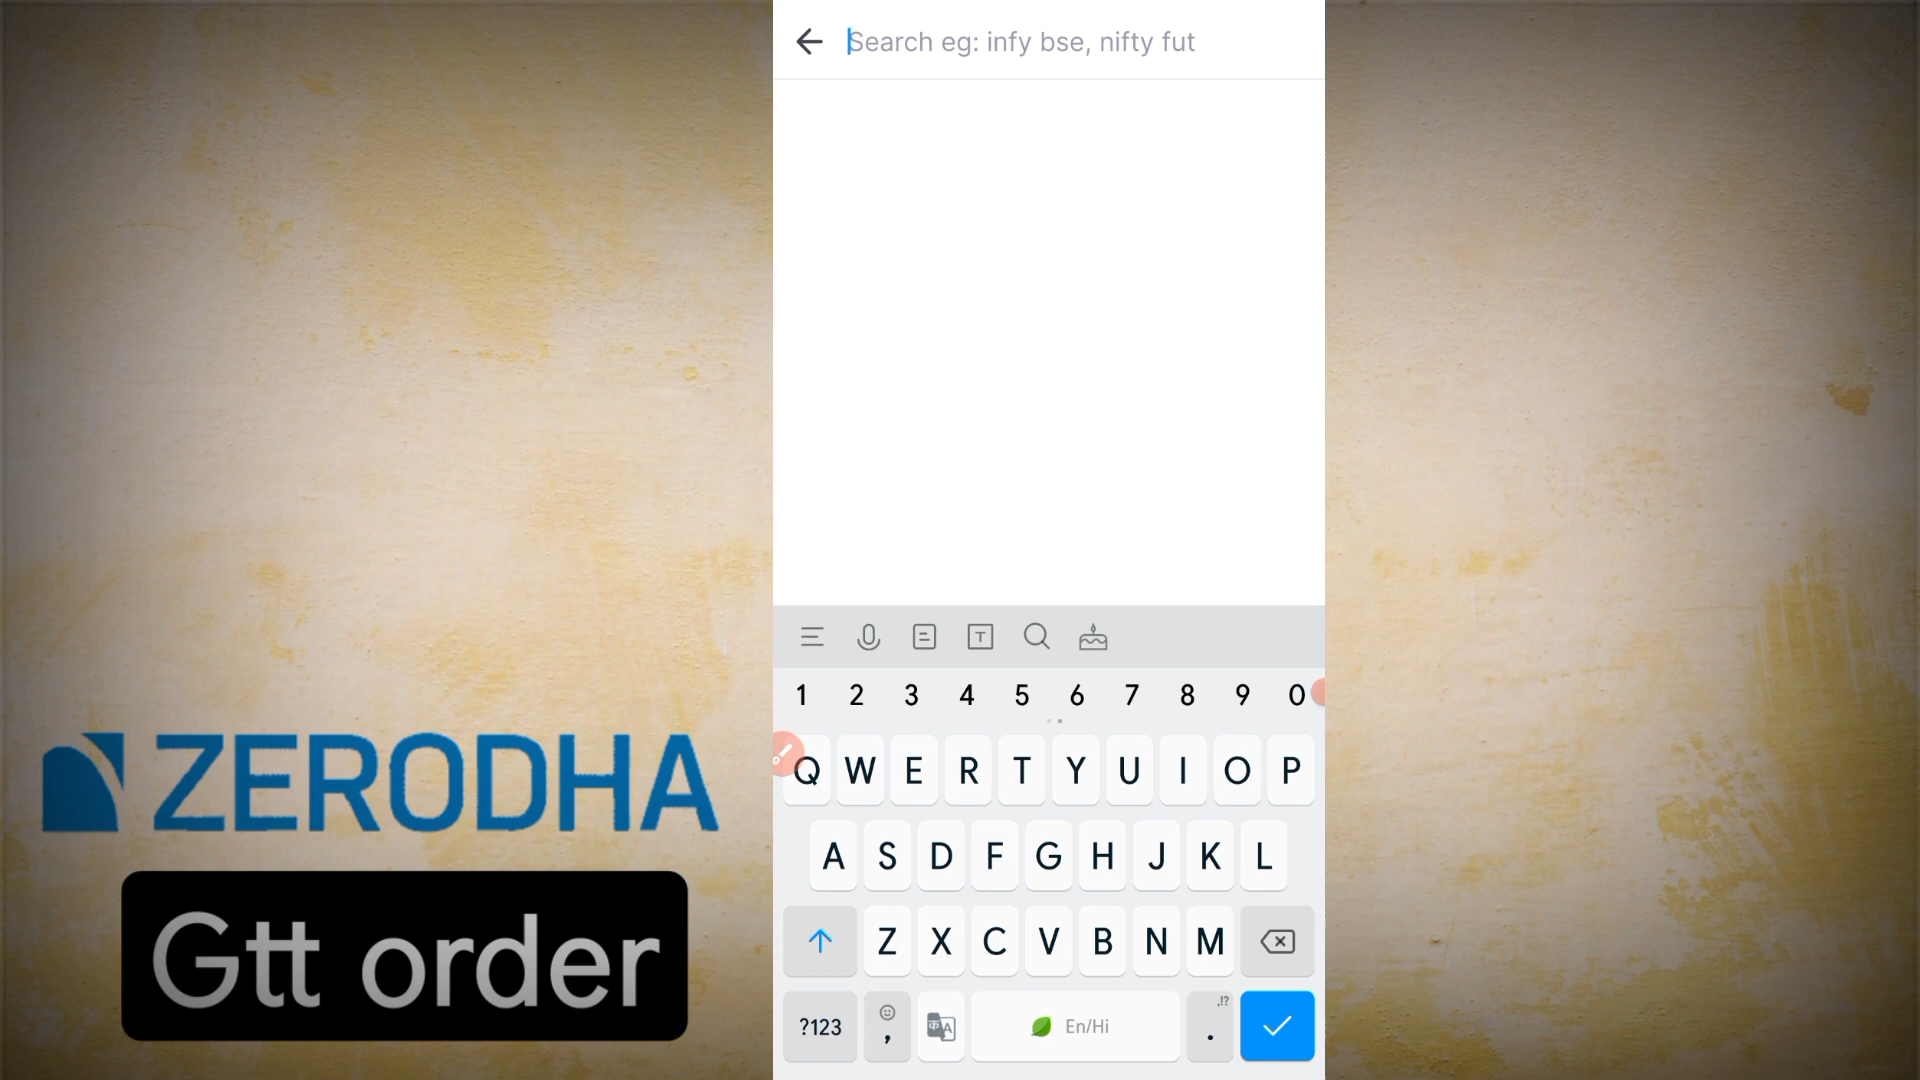 Search eg: infy bse, nifty fut
1 2 3 4 5 6 7 8 9 0
Q W E R T Y U I O P
A S D F G H J K L
Z X C V B N M
?123 , .
,!?
En/Hi
ZERODHA
Gtt order